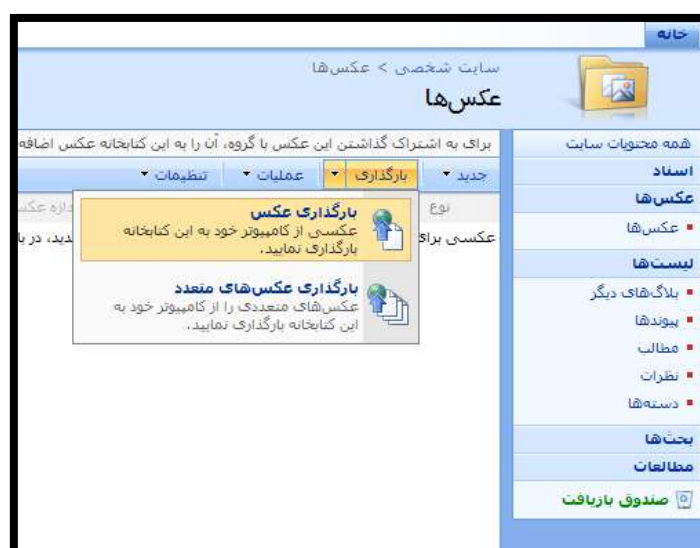 خانه
سایت شخصی > عکس‌ها
عکس‌ها
همه محتویات سایت
اسناد
عکس‌ها
عکس‌ها
لیست‌ها
بلاگ‌های دیگر
پیوندها
مطالب
نظرات
دسته‌ها
بحث‌ها
مطالعات
صندوق بازیافت
برای به اشتراک گذاشتن این عکس با گروه، آن را به این کتابخانه عکس اضافه
جدید بارگذاری عملیات تنظیمات
نوع عکس
عکسی برای
بارگذاری عکس
عکسی از کامپیوتر خود به این کتابخانه
بارگذاری نمایید.
بارگذاری عکس‌های متعدد
عکس‌های متعددی را از کامپیوتر خود به
این کتابخانه بارگذاری نمایید.